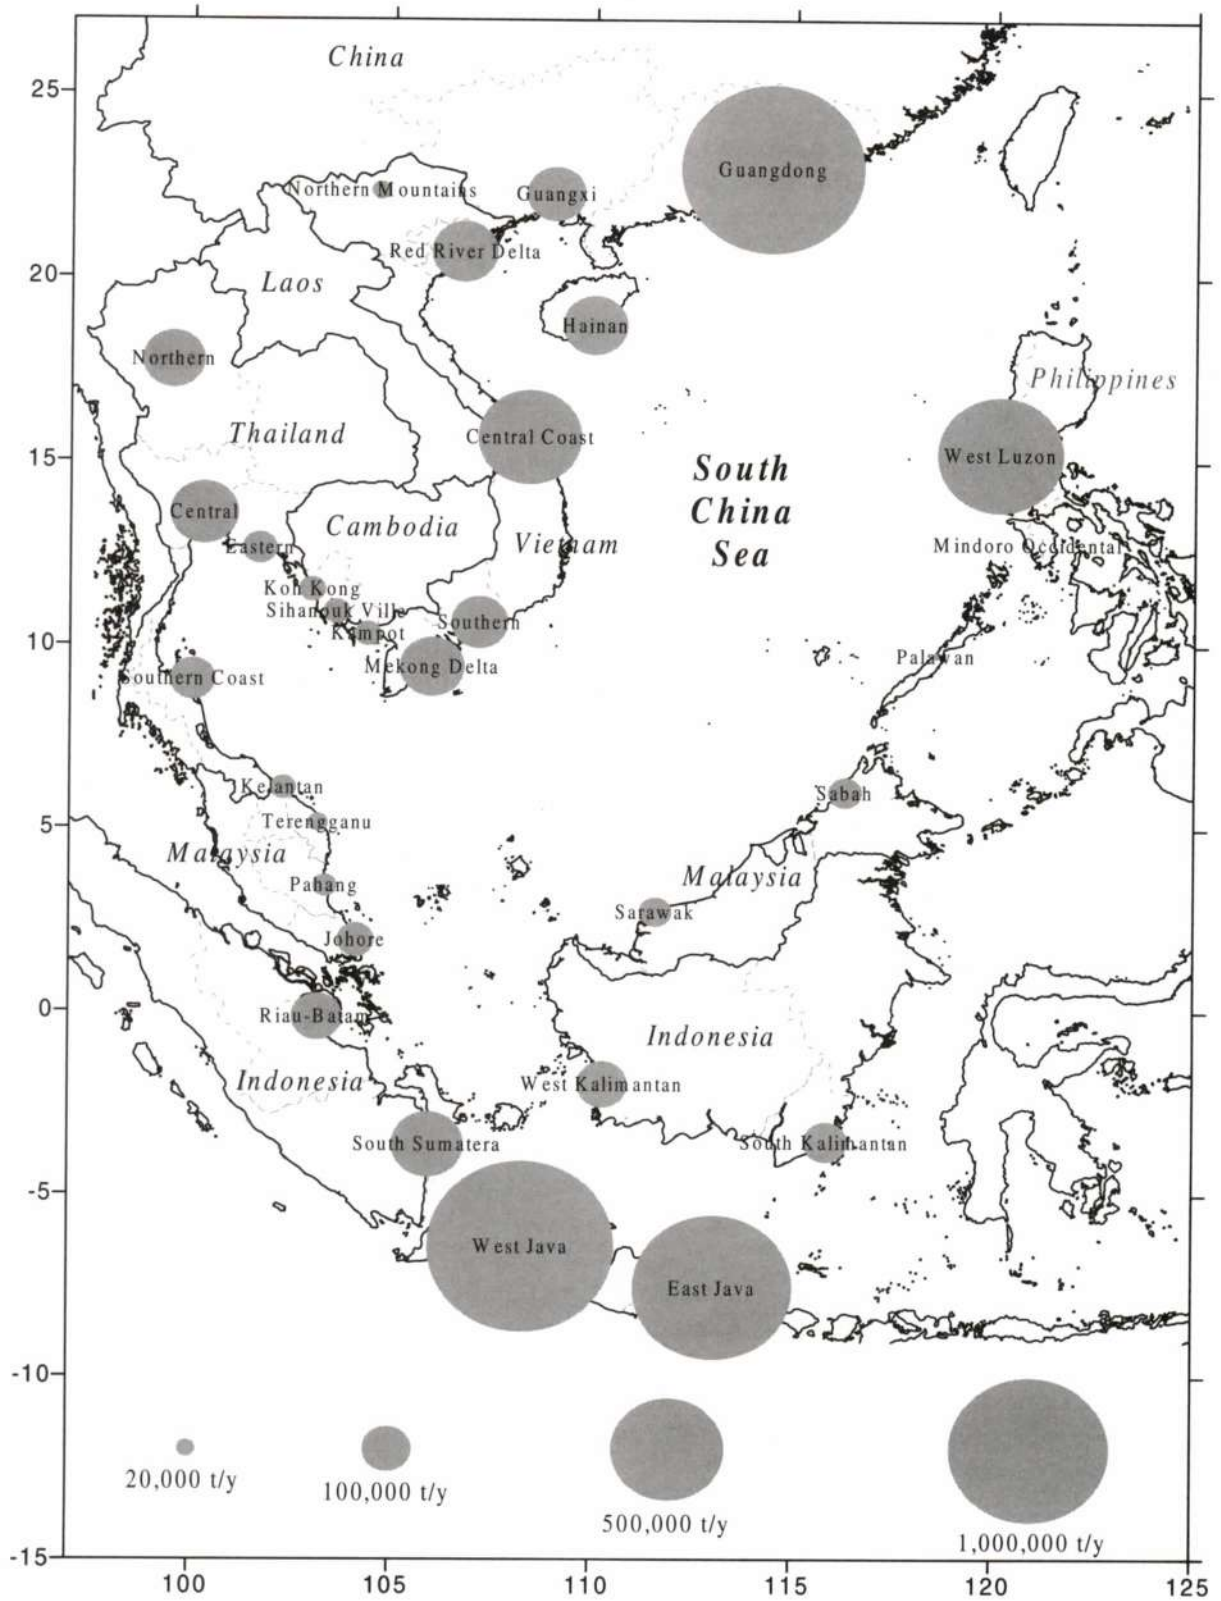 China
25
Guangdong
Northern Mountains
Guangxi
Red River Delta
20
Laos
Hainan
Northern
Philippines
Thailand
Central Coast
15
West Luzon
South
China
Sea
Central
Cambodia
Vietnam
Eastern
Mindoro Occidental
Koh Kong
Sihanouk Ville
Kampot
Southern
10
Mekong Delta
Palawan
Southern Coast
Kelantan
Sabah
Terengganu
5
Malaysia
Malaysia
Pahang
Sarawak
Johore
0
Riau-Batam
Indonesia
Indonesia
West Kalimantan
South Sumatera
South Kalimantan
-5
West Java
East Java
-10
20,000 t/y
100,000 t/y
500,000 t/y
1,000,000 t/y
-15
100 105 110 115 120 125